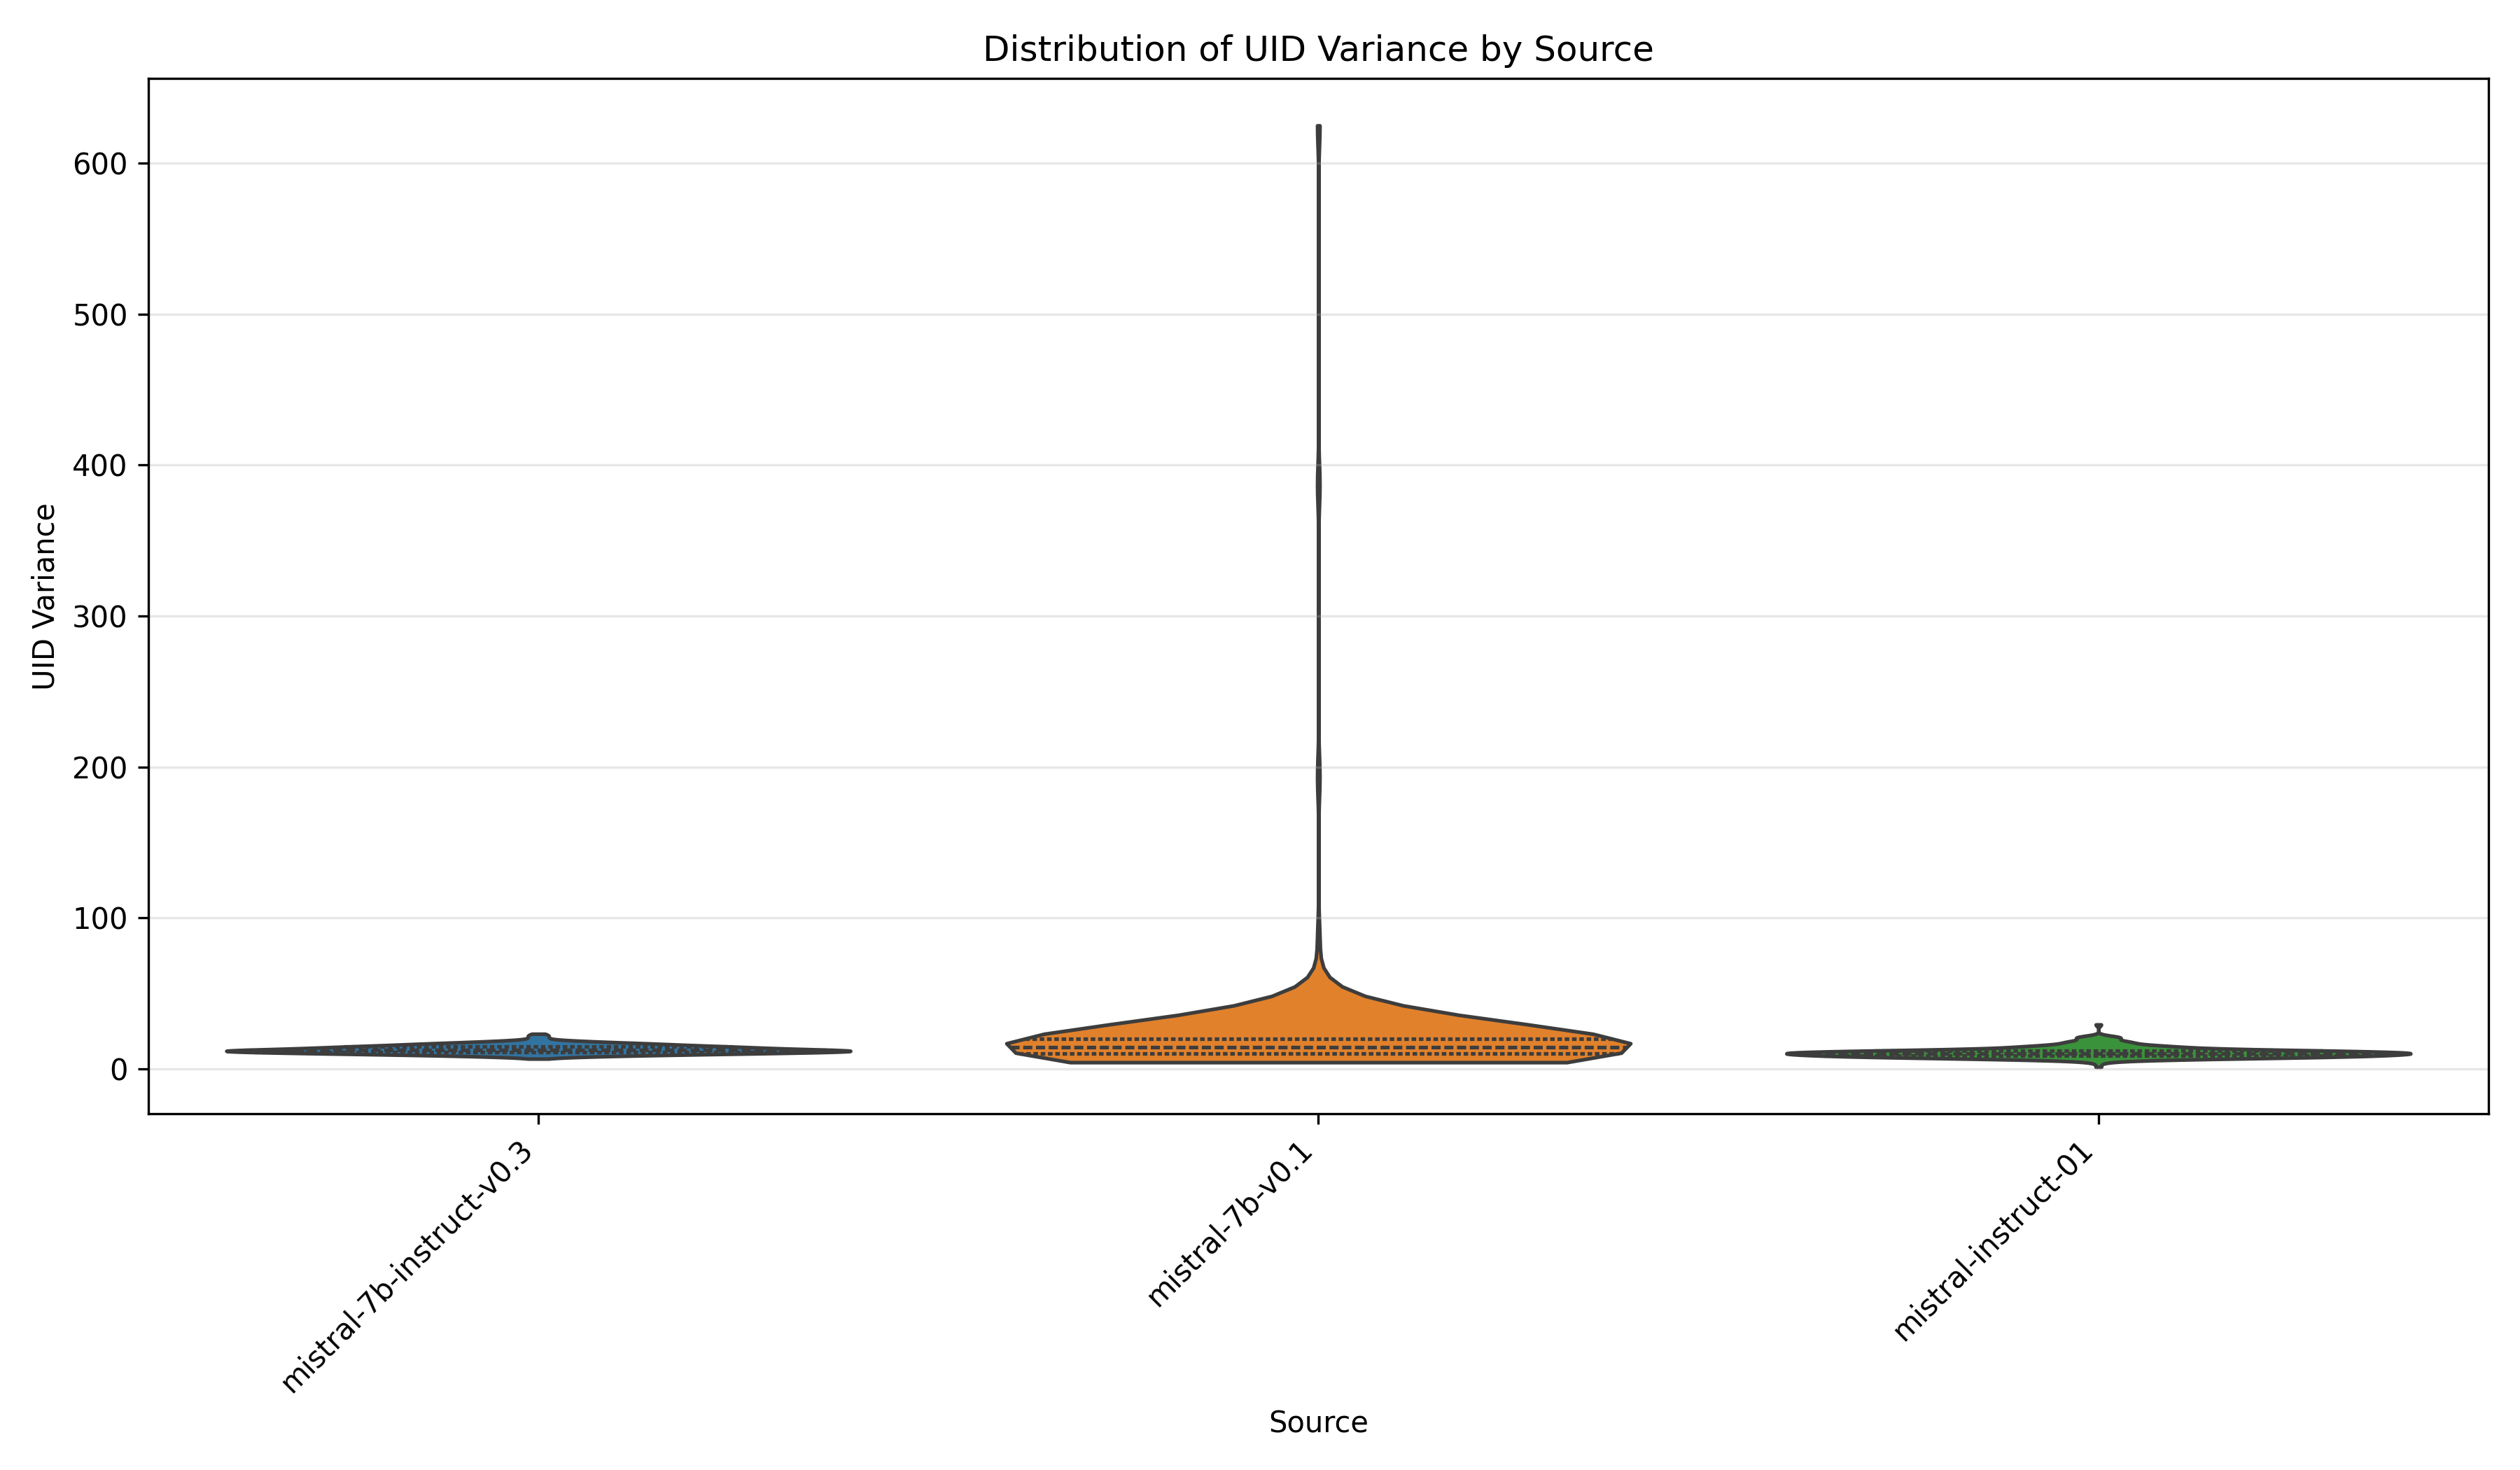 Distribution of UID Variance by Source
600
500
400
300
200
100
0
UID Variance
mistral-7b-instruct-v0.3
mistral-7b-v0.1
mistral-instruct-01
Source